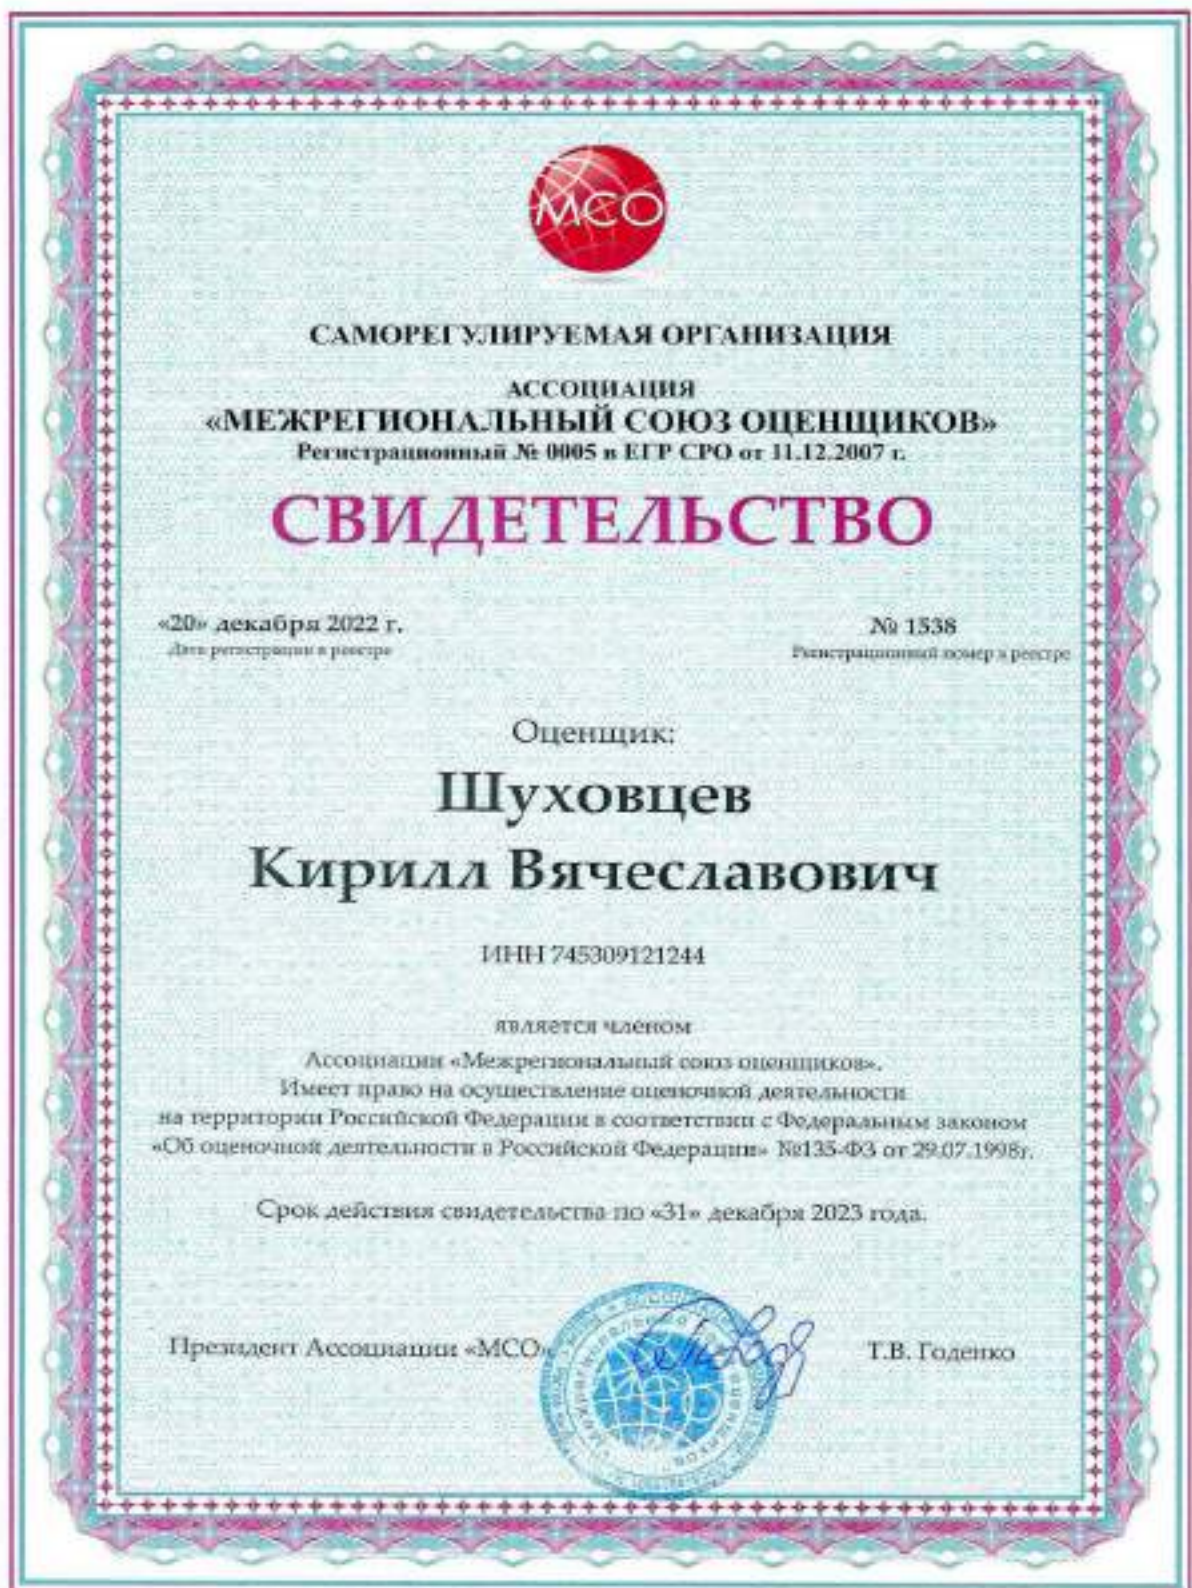 МСО
САМОРЕГУЛИРУЕМАЯ ОРГАНИЗАЦИЯ
АССОЦИАЦИЯ
«МЕЖРЕГИОНАЛЬНЫЙ СОЮЗ ОЦЕНЩИКОВ»
Регистрационный № 0005 в ЕГР СРО от 11.12.2007 г.
СВИДЕТЕЛЬСТВО
«20» декабря 2022 г.
Дата регистрации в реестре
№ 1538
Регистрационный номер в реестре
Оценщик:
Шуховцев
Кирилл Вячеславович
ИНН 745309121244
является членом
Ассоциации «Межрегиональный союз оценщиков».
Имеет право на осуществление оценочной деятельности
на территории Российской Федерации в соответствии с Федеральным законом
«Об оценочной деятельности в Российской Федерации» №135-ФЗ от 29.07.1998г.
Срок действия свидетельства по «31» декабря 2023 года.
Президент Ассоциации «МСО»
Т.В. Годенко